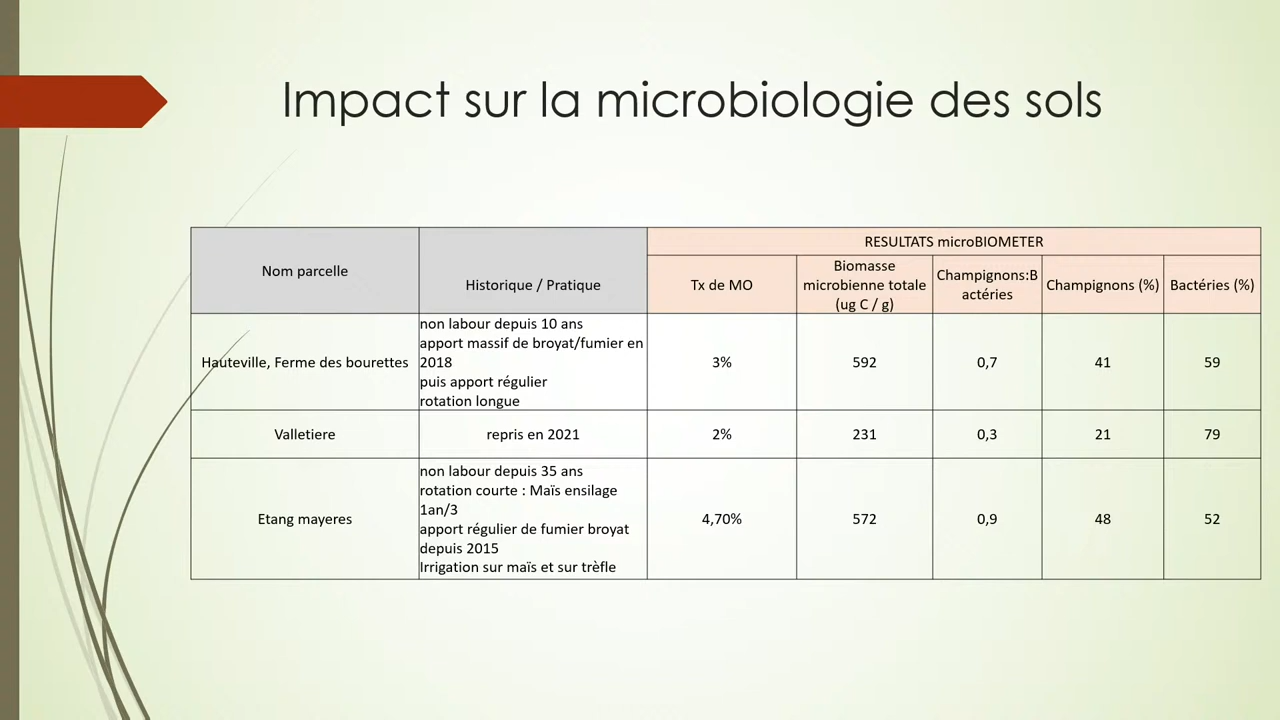 Impact sur la microbiologie des sols
Nom parcelle
Historique / Pratique
RESULTATS microBIOMETER
Tx de MO
Biomasse
microbienne totale
(ug C / g)
Champignons:B
actéries
Champignons (%)
Bactéries (%)
Hauteville, Ferme des bourettes
non labour depuis 10 ans
apport massif de broyat/fumier en
2018
puis apport régulier
rotation longue
3%
592
0,7
41
59
Valletiere
repris en 2021
2%
231
0,3
21
79
Etang mayeres
non labour depuis 35 ans
rotation courte : Maïs ensilage
1an/3
apport régulier de fumier broyat
depuis 2015
Irrigation sur maïs et sur trèfle
4,70%
572
0,9
48
52